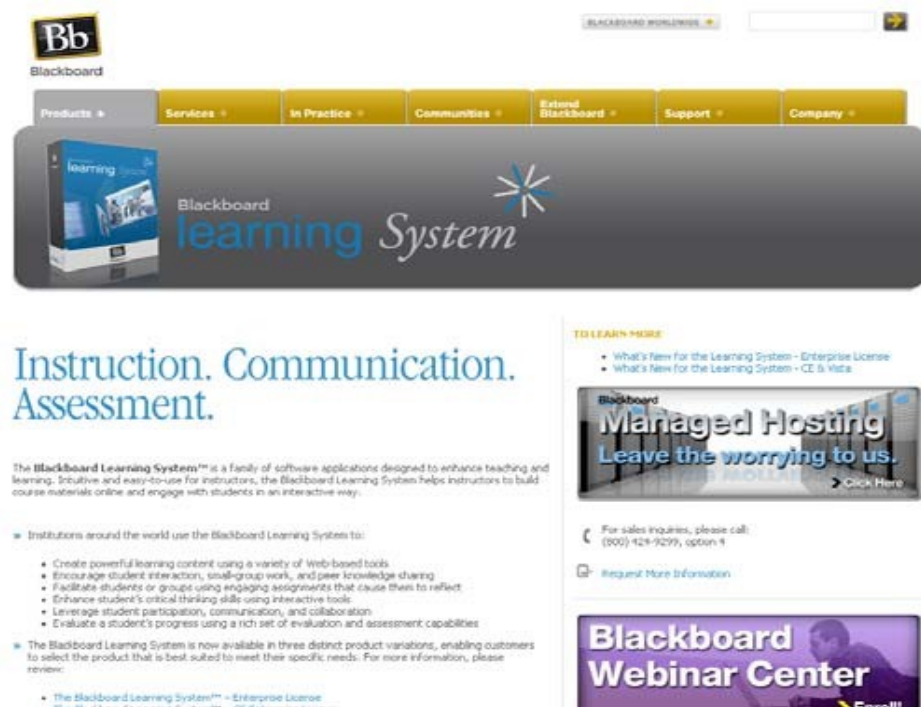 Bb
Blackboard
BLACKBOARD WORLDWIDE
Products
Services
In Practice
Communities
Extend
Blackboard
Support
Company
learning System
Blackboard
learning System
Instruction. Communication.
Assessment.
The Blackboard Learning System™ is a family of software applications designed to enhance teaching and
learning. Intuitive and easy-to-use for instructors, the Blackboard Learning System helps instructors to build
course materials online and engage with students in an interactive way.
» Institutions around the world use the Blackboard Learning System to:
• Create powerful learning content using a variety of Web-based tools
• Encourage student interaction, small-group work, and peer knowledge sharing
• Facilitate students or groups using engaging assignments that cause them to reflect
• Enhance student's critical thinking skills using interactive tools
• Leverage student participation, communication, and collaboration
• Evaluate a student's progress using a rich set of evaluation and assessment capabilities
» The Blackboard Learning System is now available in three distinct product variations, enabling customers
to select the product that is best suited to meet their specific needs. For more information, please
review:
• The Blackboard Learning System™ - Enterprise License
TO LEARN MORE
• What's New for the Learning System - Enterprise License
• What's New for the Learning System - CE & Vista
Blackboard
Managed Hosting
Leave the worrying to us.
Click Here
For sales inquiries, please call:
(800) 424-9299, option 4
Request More Information
Blackboard
Webinar Center
Enroll!